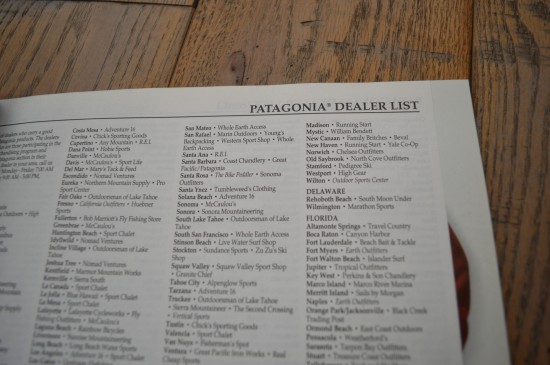 PATAGONIA® DEALER LIST
Costa Mesa • Adventure 16
Covina • Chick's Sporting Goods
Cupertino • Any Mountain • R.E.I.
Dana Point • Hobie Sports
Danville • McCaulou's
Davis • McCaulou's • Sport Life
Del Mar • Mary's Tack & Feed
Escondido • Nomad Ventures
Eureka • Northern Mountain Supply • Pro
Sport Center
Fair Oaks • Outdoorsman of Lake Tahoe
Fresno • California Outfitters • Harbour
Sports
Fullerton • Bob Marriott's Fly Fishing Store
Greenbrae • McCaulou's
Huntington Beach • Sport Chalet
Idyllwild • Nomad Ventures
Incline Village • Outdoorsman of Lake
Tahoe
Joshua Tree • Nomad Ventures
Kentfield • Marmot Mountain Works
Kernville • Sierra South
La Canada • Sport Chalet
La Jolla • Blue Hawaii • Sport Chalet
La Mesa • Sport Chalet
Lafayette • Lafayette Cycleworks • Fly
Fishing Outfitters • McCaulou's
Laguna Beach • Rainbow Bicycles
Long Beach • Long Beach Water Sports
San Mateo • Whole Earth Access
San Rafael • Marin Outdoors • Young's
Backpacking • Western Sport Shop • Whole
Earth Access
Santa Ana • R.E.I.
Santa Barbara • Coast Chandlery • Great
Pacific/Patagonia
Santa Rosa • The Bike Peddler • Sonoma
Outfitters
Santa Ynez • Tumbleweed's Clothing
Solana Beach • Adventure 16
Sonoma • McCaulou's
Sonora • Sonora Mountaineering
South Lake Tahoe • Outdoorsman of Lake
Tahoe
South San Francisco • Whole Earth Access
Stinson Beach • Live Water Surf Shop
Stockton • Sundance Sports • Zu Zu's Ski
Shop
Squaw Valley • Squaw Valley Sport Shop
• Granite Chief
Tahoe City • Alpenglow Sports
Tarzana • Adventure 16
Truckee • Outdoorsman of Lake Tahoe
• Sierra Mountaineer • The Second Crossing
• Vertical Sports
Tustin • Chick's Sporting Goods
Valencia • Sport Chalet
Van Nuys • Fisherman's Spot
Ventura • Great Pacific Iron Works • Real
Cheap Sports
Madison • Running Start
Mystic • William Bendett
New Canaan • Family Britches • Beval
New Haven • Running Start • Yale Co-Op
Norwich • Chelsea Outfitters
Old Saybrook • North Cove Outfitters
Stamford • Pedigree Ski
Westport • High Gear
Wilton • Outdoor Sports Center
DELAWARE
Rehoboth Beach • South Moon Under
Wilmington • Marathon Sports
FLORIDA
Altamonte Springs • Travel Country
Boca Raton • Canyon Harbor
Fort Lauderdale • Beach Bait & Tackle
Fort Myers • Earth Outfitters
Fort Walton Beach • Islander Surf
Jupiter • Tropical Outfitters
Key West • Perkins & Son Chandlery
Marco Island • Marco River Marina
Merritt Island • Suds by Morgan
Naples • Earth Outfitters
Orange Park/Jacksonville • Black Creek
Trading Post
Ormond Beach • East Coast Outdoors
Pensacola • Weatherford's
Sarasota • Tarpon Bay Outfitters
Stuart • Treasure Coast Outfitters